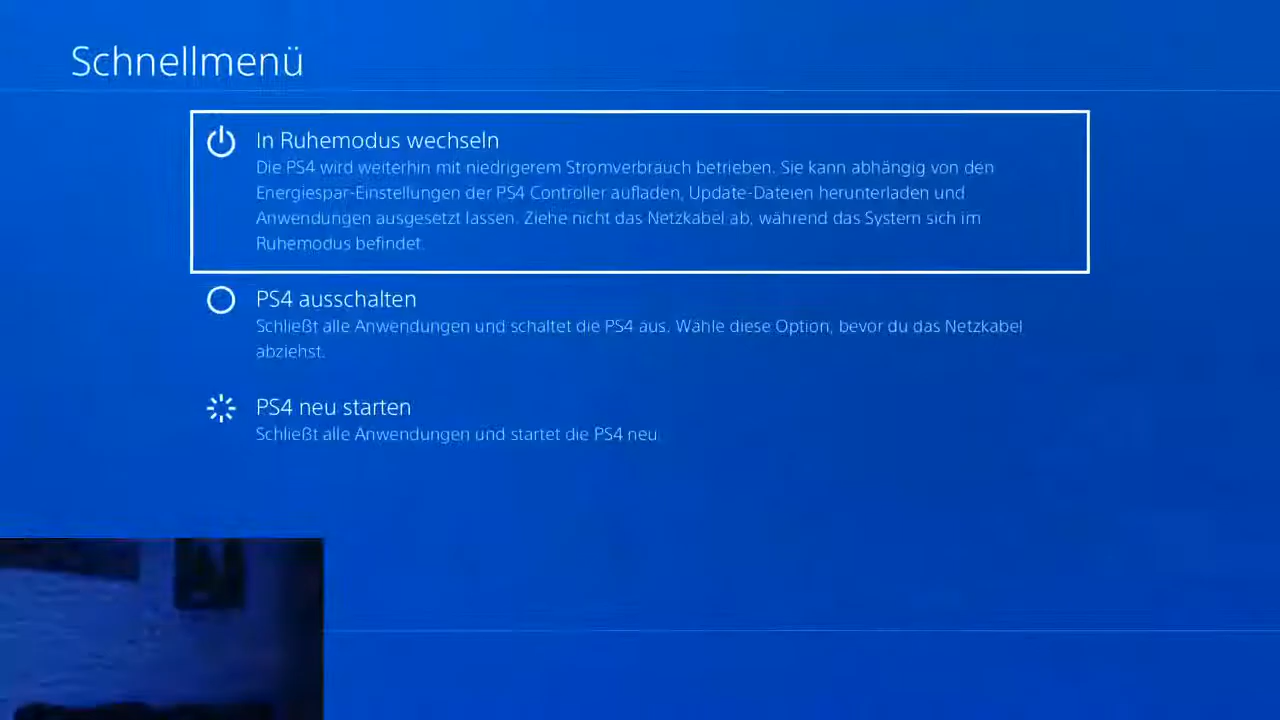 Schnellmenü
In Ruhemodus wechseln
Die PS4 wird weiterhin mit niedrigerem Stromverbrauch betrieben. Sie kann abhängig von den
Energiespar-Einstellungen der PS4 Controller aufladen, Update-Dateien herunterladen und
Anwendungen ausgesetzt lassen. Ziehe nicht das Netzkabel ab, während das System sich im
Ruhemodus befindet.
PS4 ausschalten
Schließt alle Anwendungen und schaltet die PS4 aus. Wähle diese Option, bevor du das Netzkabel
abziehst.
PS4 neu starten
Schließt alle Anwendungen und startet die PS4 neu.